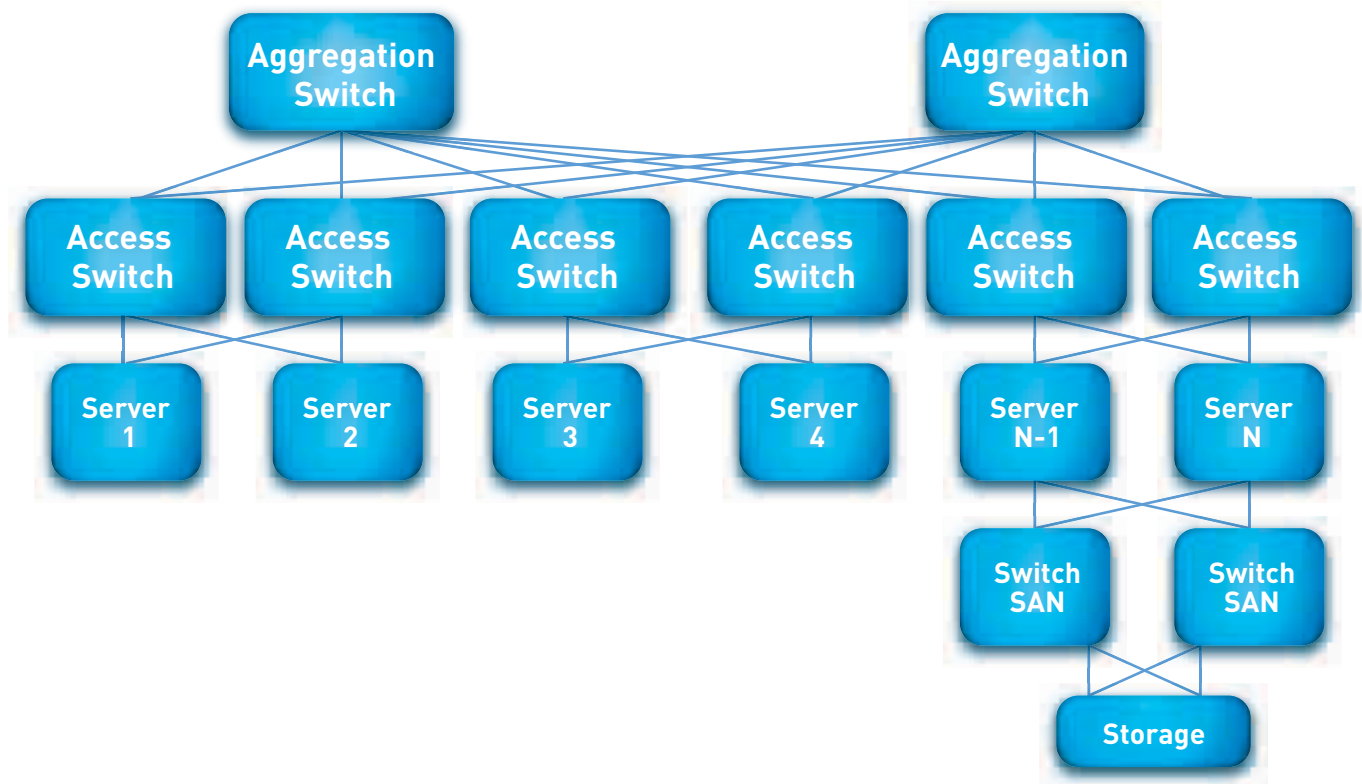 Aggregation
Switch
Aggregation
Switch
Access
Switch
Access
Switch
Access
Switch
Access
Switch
Access
Switch
Access
Switch
Server
1
Server
2
Server
3
Server
4
Server
N-1
Server
N
Switch
SAN
Switch
SAN
Storage